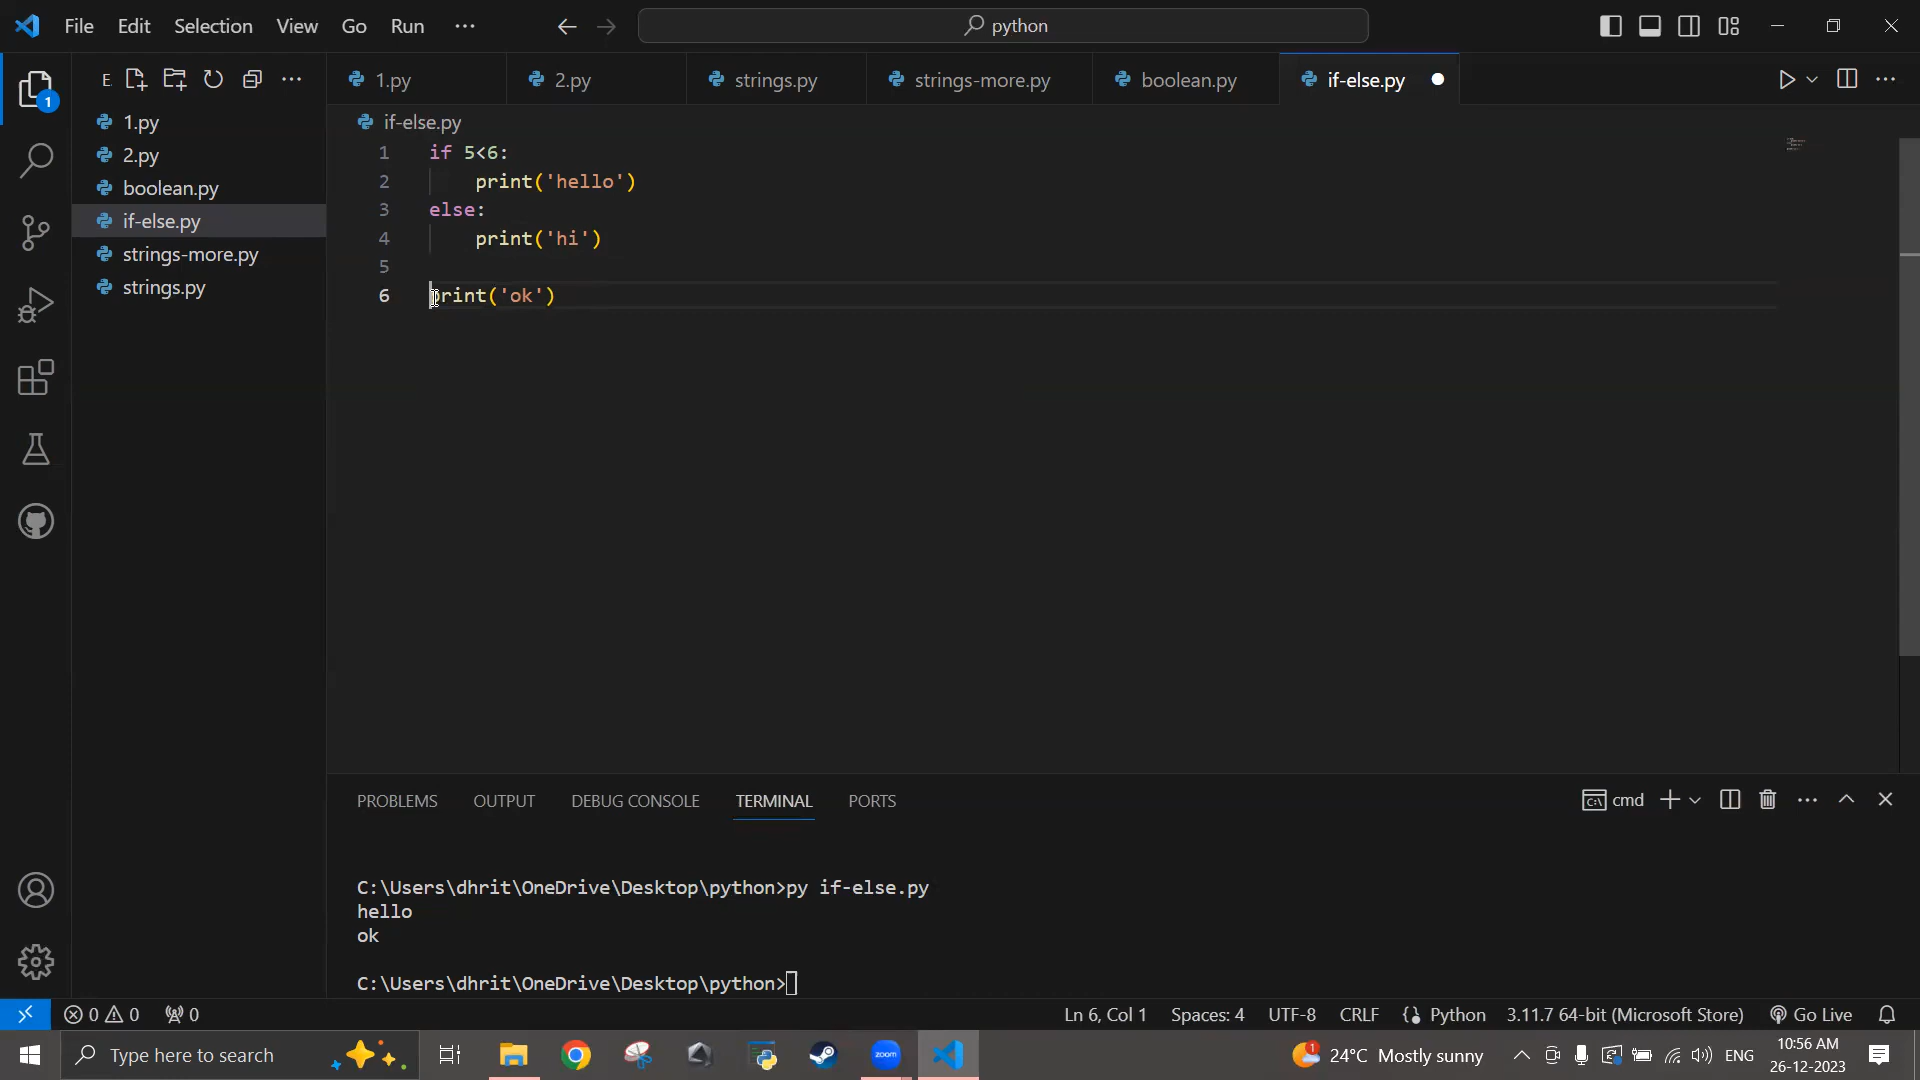 File Edit Selection View Go Run ··· python
E
1
1.py
2.py
boolean.py
if-else.py
strings-more.py
strings.py
1.py 2.py strings.py strings-more.py boolean.py if-else.py
if-else.py
1 if 5<6:
2 print('hello')
3 else:
4 print('hi')
5
6 print('ok')
PROBLEMS OUTPUT DEBUG CONSOLE TERMINAL PORTS cmd
C:\Users\dhrit\OneDrive\Desktop\python>py if-else.py
hello
ok
C:\Users\dhrit\OneDrive\Desktop\python>
0 0 0 Ln 6, Col 1 Spaces: 4 UTF-8 CRLF Python 3.11.7 64-bit (Microsoft Store) Go Live
Type here to search zoom 1 24°C Mostly sunny ENG 10:56 AM
26-12-2023